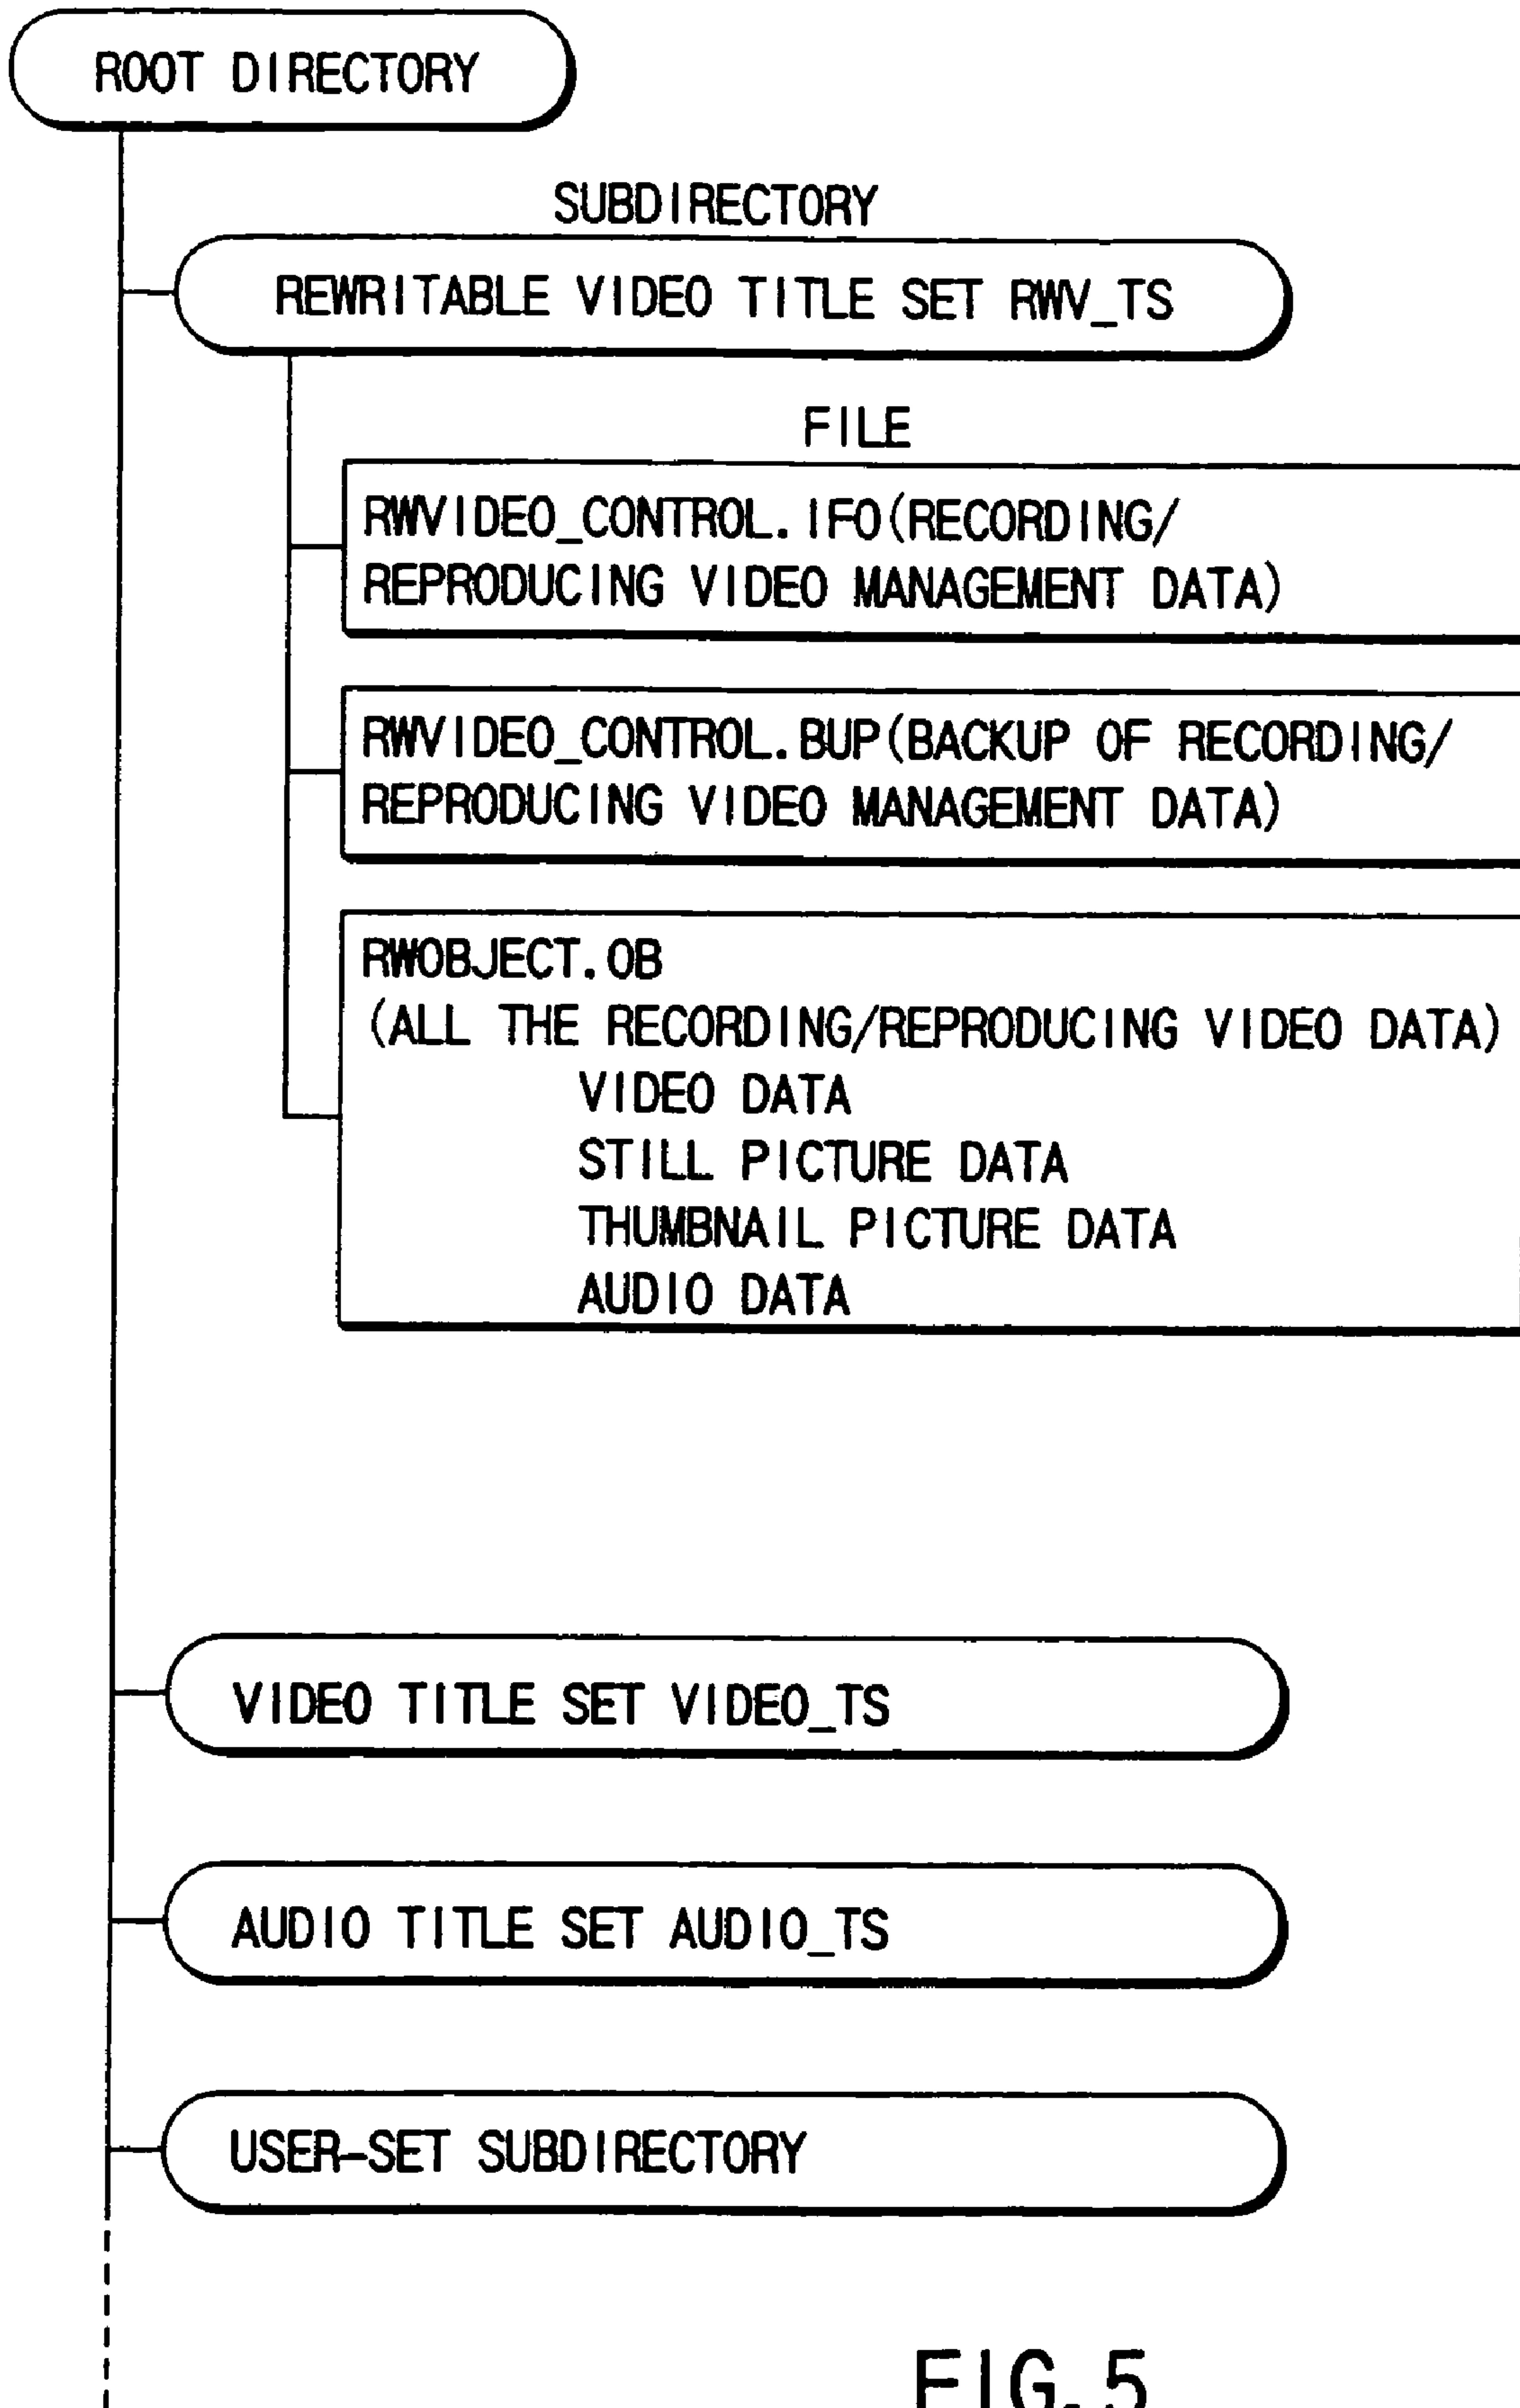 ROOT DIRECTORY
SUBDIRECTORY
REWRITABLE VIDEO TITLE SET RWV_TS
FILE
RWVIDEO_CONTROL.IFO(RECORDING/
REPRODUCING VIDEO MANAGEMENT DATA)
RWVIDEO_CONTROL.BUP(BACKUP OF RECORDING/
REPRODUCING VIDEO MANAGEMENT DATA)
RWOBJECT.OB
(ALL THE RECORDING/REPRODUCING VIDEO DATA)
VIDEO DATA
STILL PICTURE DATA
THUMBNAIL PICTURE DATA
AUDIO DATA
VIDEO TITLE SET VIDEO_TS
AUDIO TITLE SET AUDIO_TS
USER-SET SUBDIRECTORY
FIG.5